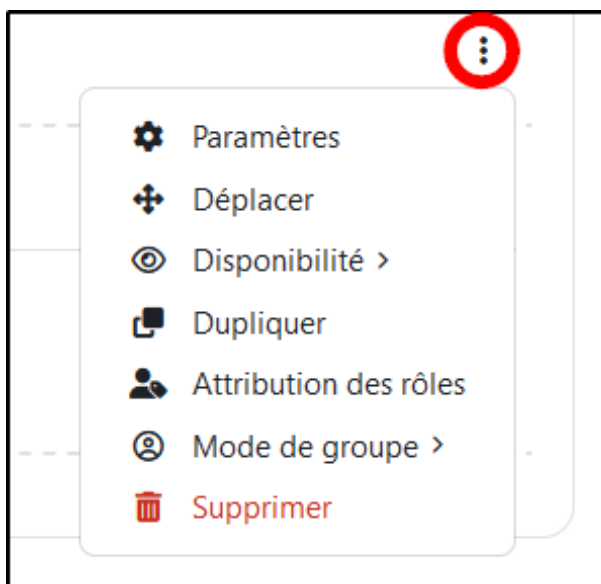 Paramètres
Déplacer
Disponibilité >
Dupliquer
Attribution des rôles
Mode de groupe >
Supprimer